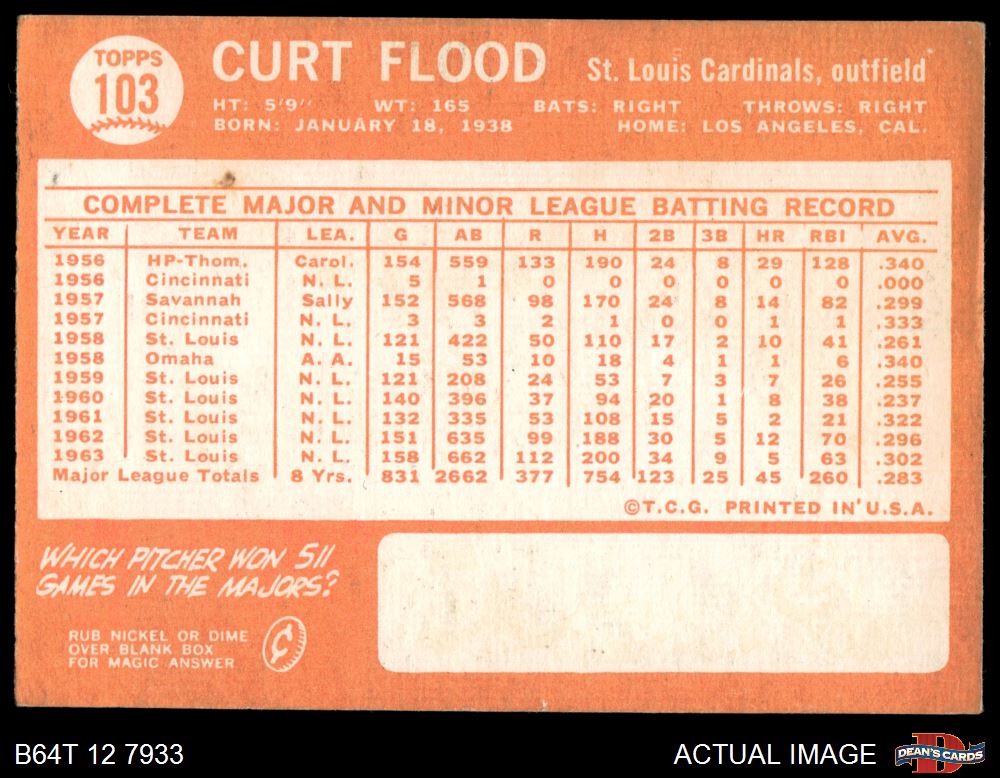 TOPPS
103
CURT FLOOD
St. Louis Cardinals, outfield
HT: 5'9" WT: 165 BATS: RIGHT THROWS: RIGHT
BORN: JANUARY 18, 1938 HOME: LOS ANGELES, CAL.
COMPLETE MAJOR AND MINOR LEAGUE BATTING RECORD
YEAR TEAM LEA. G AB R H 2B 3B HR RBI AVG.
1956 HP-Thom. Carol. 154 559 133 190 24 8 29 128 .340
1956 Cincinnati N. L. 5 1 0 0 0 0 0 0 .000
1957 Savannah Sally 152 568 98 170 24 8 14 82 .299
1957 Cincinnati N. L. 3 3 2 1 0 0 1 1 .333
1958 St. Louis N. L. 121 422 50 110 17 2 10 41 .261
1958 Omaha A. A. 15 53 10 18 4 1 1 6 .340
1959 St. Louis N. L. 121 208 24 53 7 3 7 26 .255
1960 St. Louis N. L. 140 396 37 94 20 1 8 38 .237
1961 St. Louis N. L. 132 335 53 108 15 5 2 21 .322
1962 St. Louis N. L. 151 635 99 188 30 5 12 70 .296
1963 St. Louis N. L. 158 662 112 200 34 9 5 63 .302
Major League Totals 8 Yrs. 831 2662 377 754 123 25 45 260 .283
©T.C.G. PRINTED IN U.S.A.
WHICH PITCHER WON 511
GAMES IN THE MAJORS?
RUB NICKEL OR DIME
OVER BLANK BOX
FOR MAGIC ANSWER
B64T 12 7933
ACTUAL IMAGE
DEAN'S CARDS